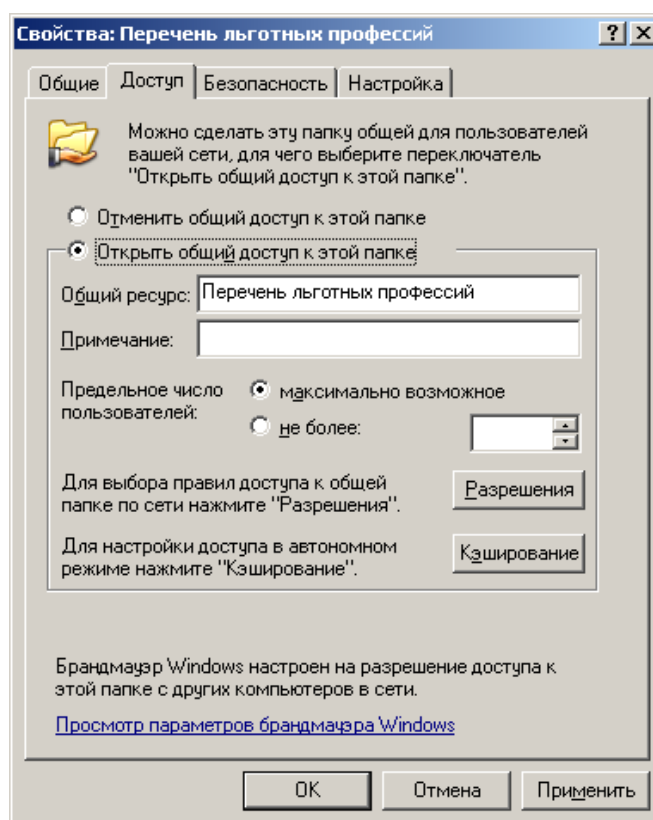 Свойства: Перечень льготных профессий
Общие Доступ Безопасность Настройка
Можно сделать эту папку общей для пользователей
вашей сети, для чего выберите переключатель
"Открыть общий доступ к этой папке".
Отменить общий доступ к этой папке
Открыть общий доступ к этой папке
Общий ресурс: Перечень льготных профессий
Примечание:
Предельное число
пользователей:
максимально возможное
не более:
Для выбора правил доступа к общей
папке по сети нажмите "Разрешения".
Разрешения
Для настройки доступа в автономном
режиме нажмите "Кэширование".
Кэширование
Брандмауэр Windows настроен на разрешение доступа к
этой папке с других компьютеров в сети.
Просмотр параметров брандмауэра Windows
OK Отмена Применить